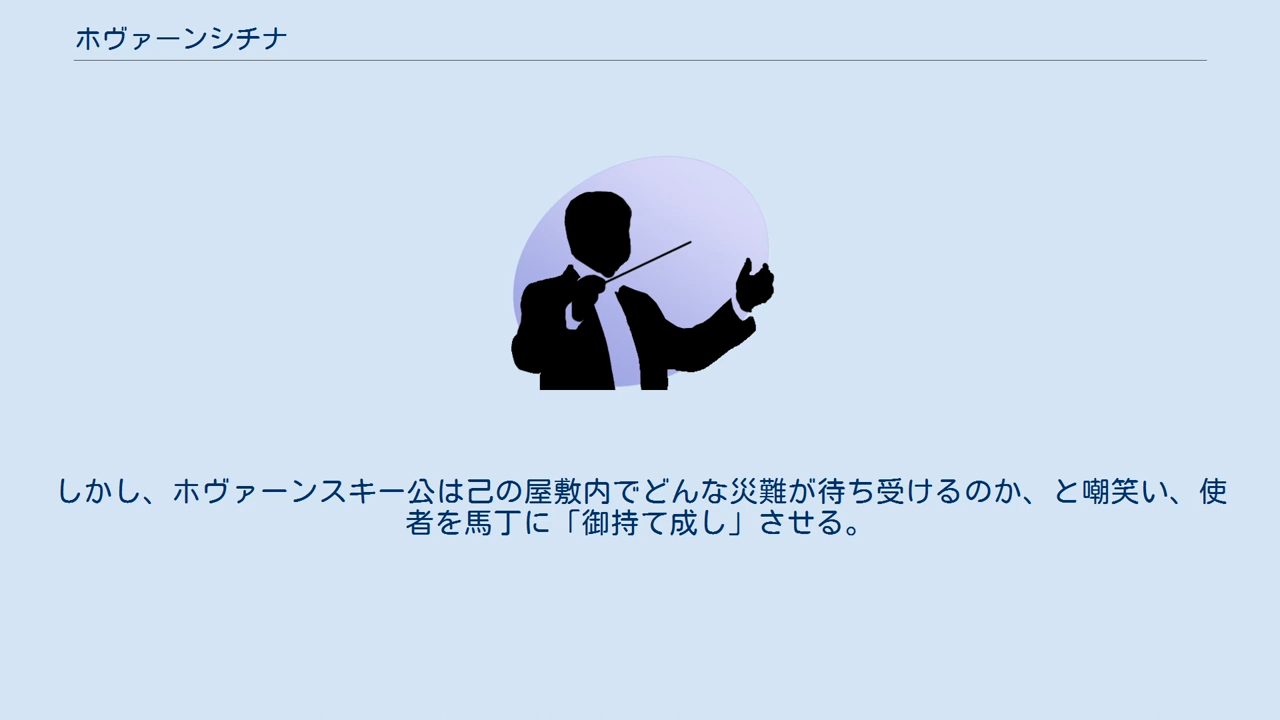 ホヴァーンシチナ
しかし、ホヴァーンスキー公は己の屋敷内でどんな災難が待ち受けるのか、と嘲笑い、使
者を馬丁に「御持て成し」させる。